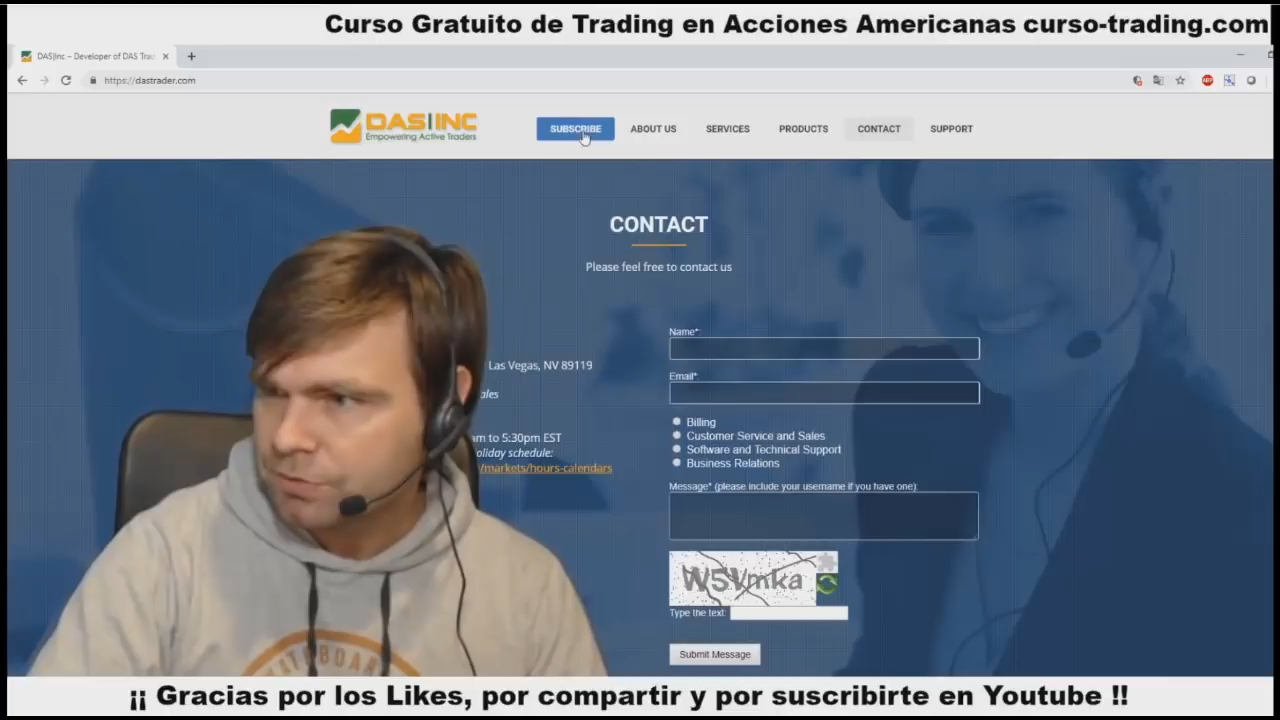 Curso Gratuito de Trading en Acciones Americanas curso-trading.com
DAS|Inc – Developer of DAS Trad
https://dastrader.com
DAS|INC
Empowering Active Traders
SUBSCRIBE
ABOUT US
SERVICES
PRODUCTS
CONTACT
SUPPORT
CONTACT
Please feel free to contact us
Las Vegas, NV 89119
ales
am to 5:30pm EST
oliday schedule:
/markets/hours-calendars
Name*:
Email*:
Billing
Customer Service and Sales
Software and Technical Support
Business Relations
Message* (please include your username if you have one):
W5Vmka
Type the text:
Submit Message
¡¡ Gracias por los Likes, por compartir y por suscribirte en Youtube !!